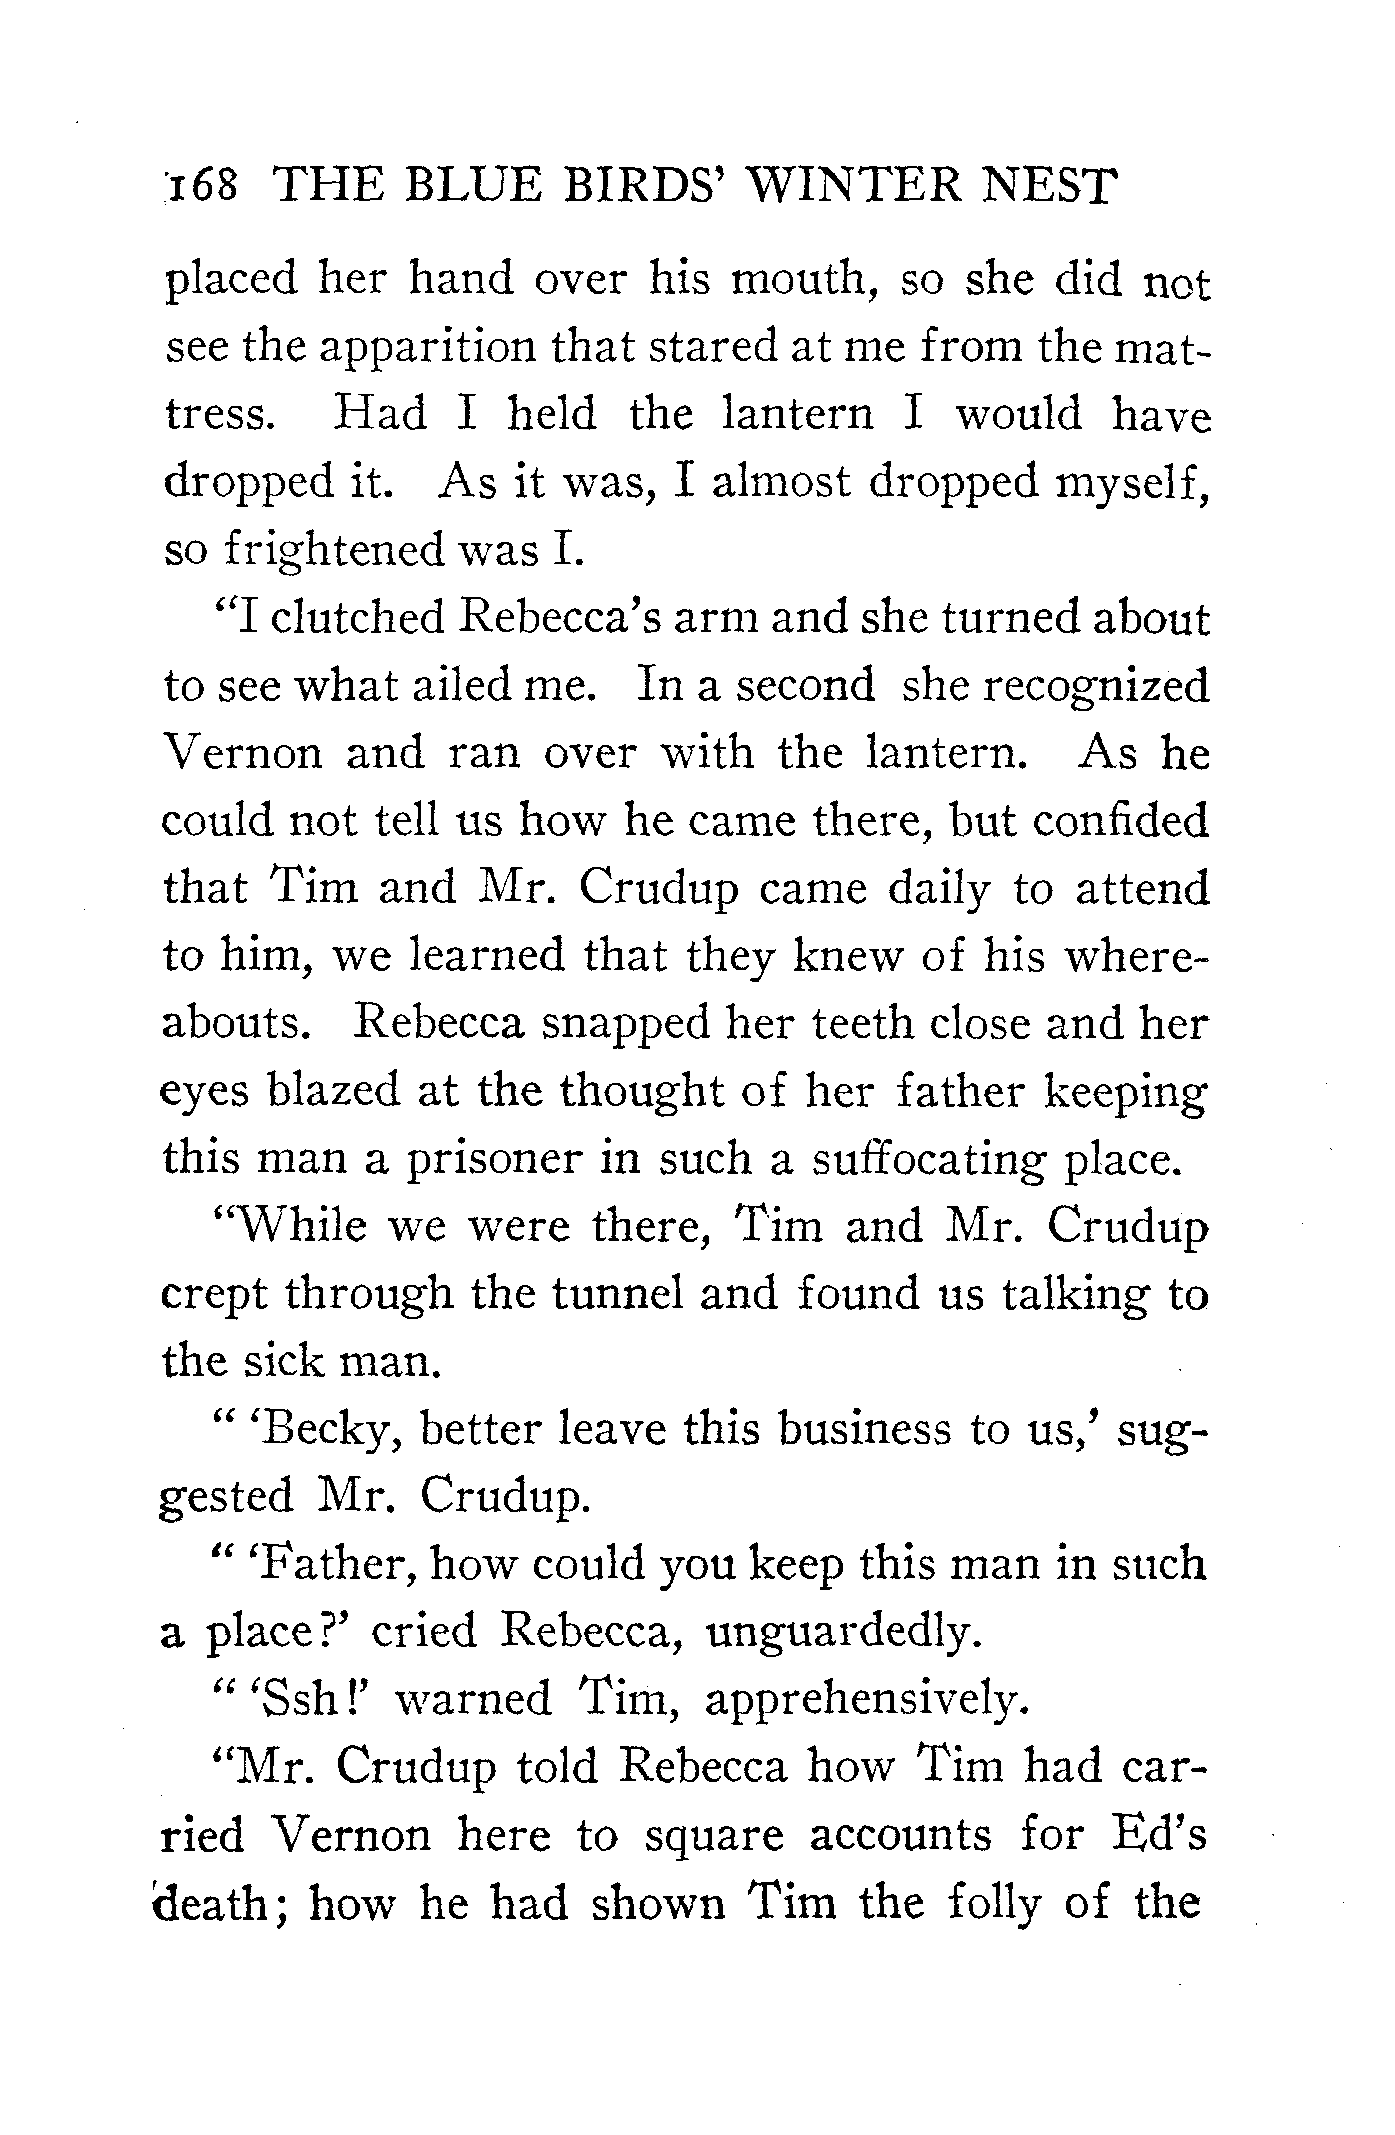 168 THE BLUE BIRDS' WINTER NEST
placed her hand over his mouth, so she did not
see the apparition that stared at me from the mat-
tress. Had I held the lantern I would have
dropped it. As it was, I almost dropped myself,
so frightened was I.
"I clutched Rebecca's arm and she turned about
to see what ailed me. In a second she recognized
Vernon and ran over with the lantern. As he
could not tell us how he came there, but confided
that Tim and Mr. Crudup came daily to attend
to him, we learned that they knew of his where-
abouts. Rebecca snapped her teeth close and her
eyes blazed at the thought of her father keeping
this man a prisoner in such a suffocating place.
"While we were there, Tim and Mr. Crudup
crept through the tunnel and found us talking to
the sick man.
" 'Becky, better leave this business to us,' sug-
gested Mr. Crudup.
" 'Father, how could you keep this man in such
a place?' cried Rebecca, unguardedly.
" 'Ssh!' warned Tim, apprehensively.
"Mr. Crudup told Rebecca how Tim had car-
ried Vernon here to square accounts for Ed's
death; how he had shown Tim the folly of the